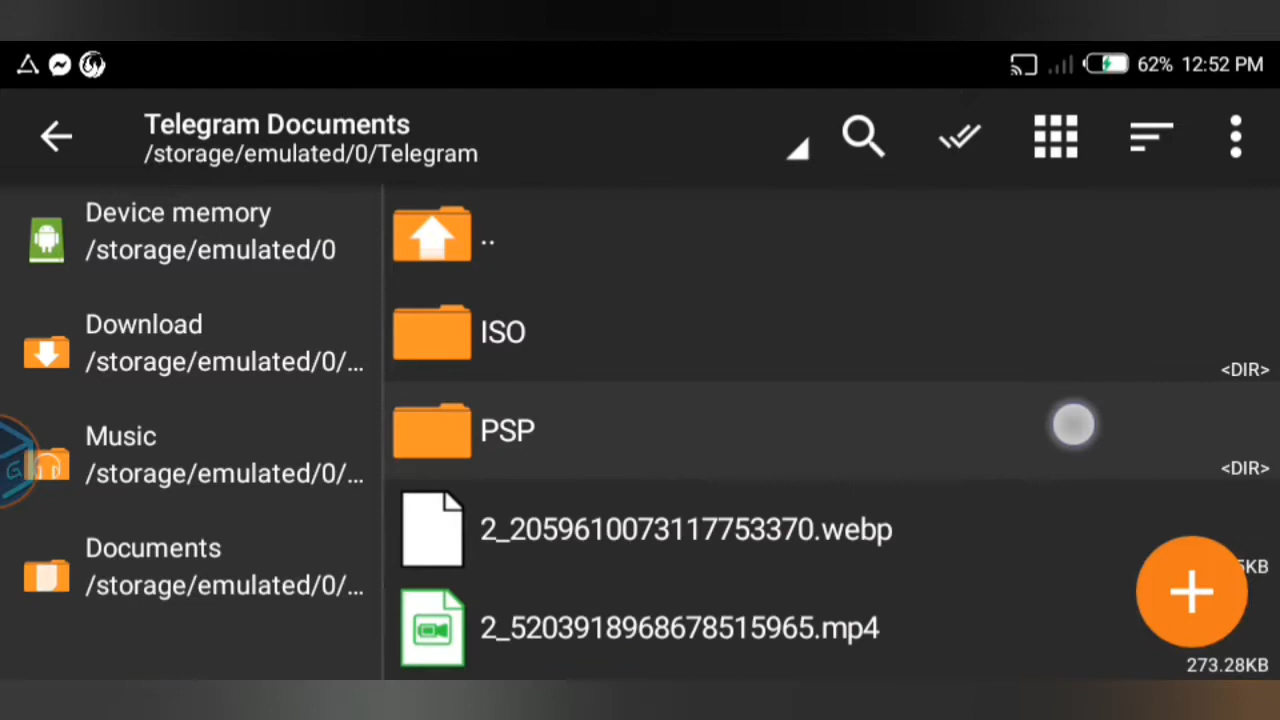 62% 12:52 PM
Telegram Documents
/storage/emulated/0/Telegram
Device memory
/storage/emulated/0
Download
/storage/emulated/0/...
Music
/storage/emulated/0/...
Documents
/storage/emulated/0/...
..
ISO
<DIR>
PSP
<DIR>
2_2059610073117753370.webp
2_5203918968678515965.mp4
273.28KB